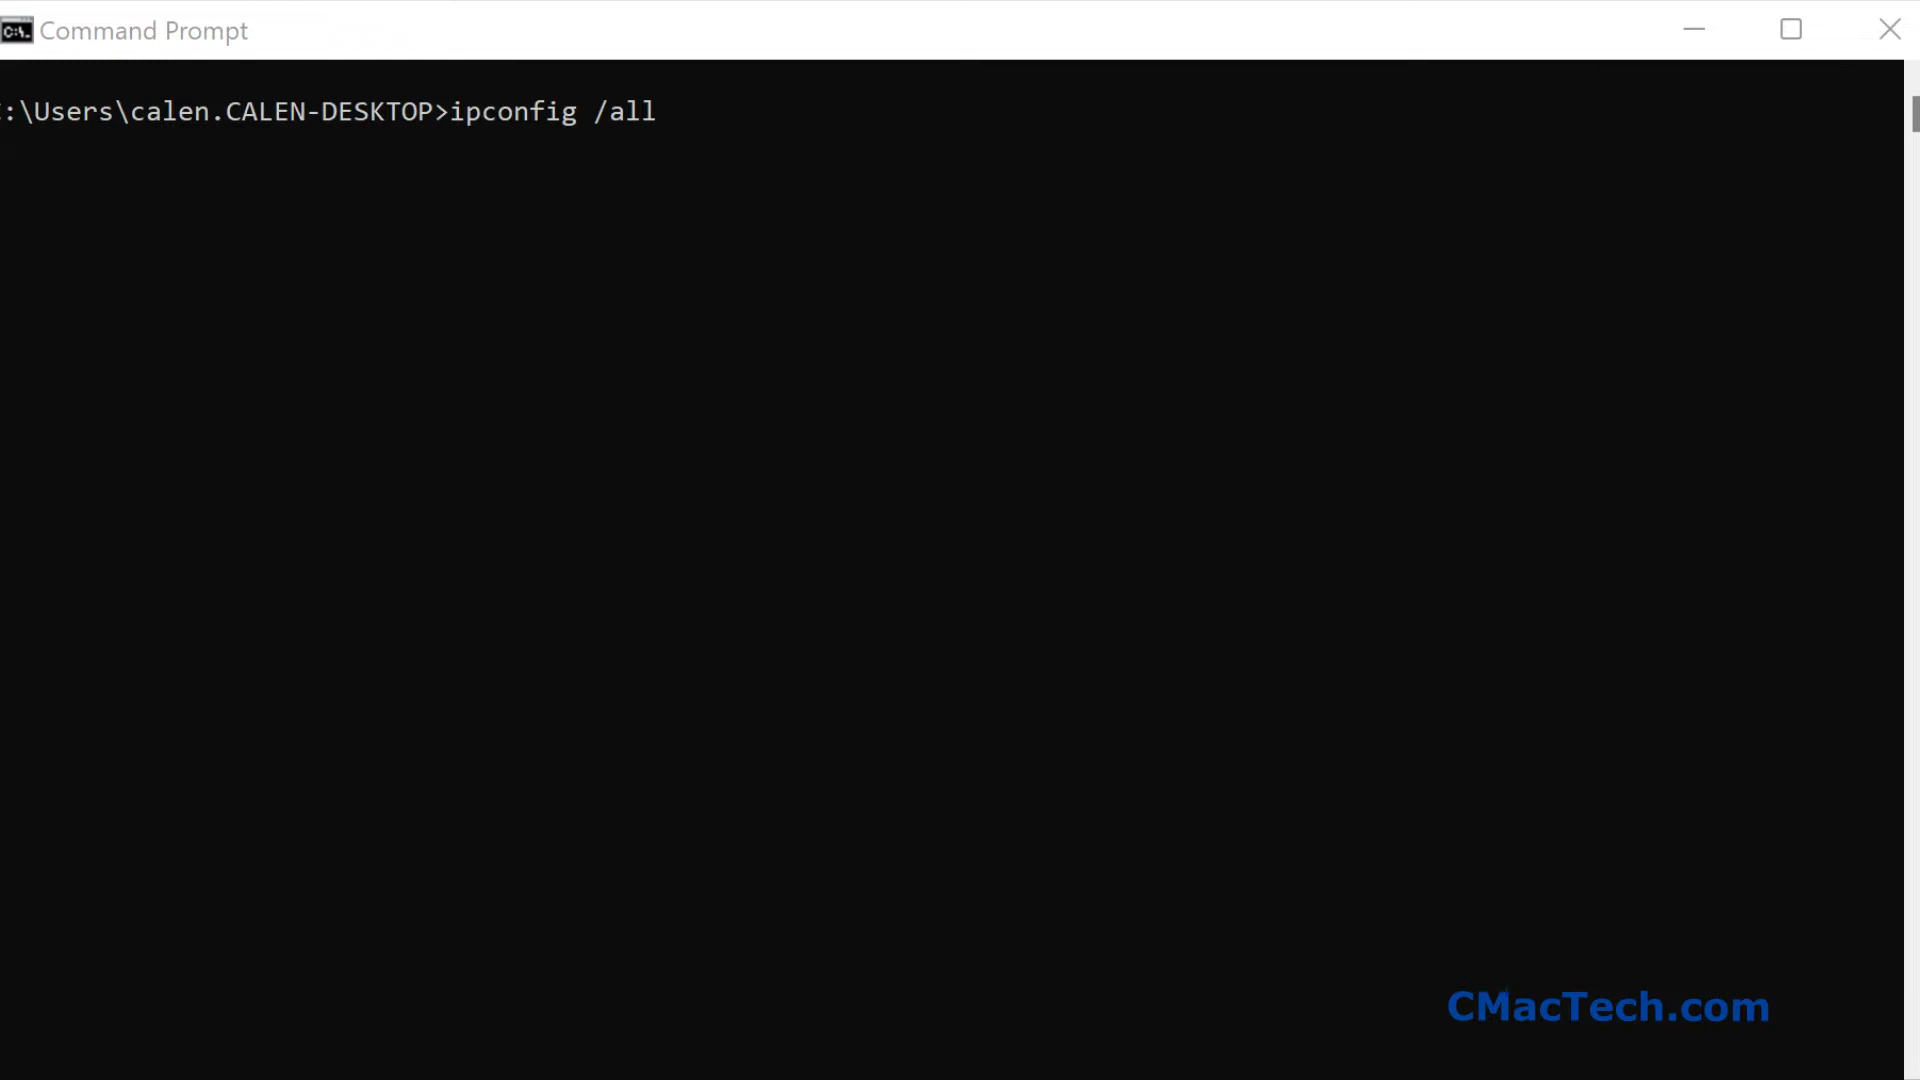 Command Prompt
:\Users\calen.CALEN-DESKTOP>ipconfig /all
CMacTech.com